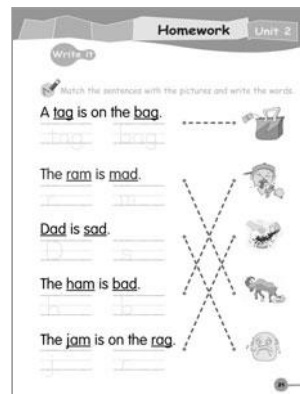 Homework Unit 2
Write it
Match the sentences with the pictures and write the words.
A tag is on the bag.
tag bag
The ram is mad.
r m
Dad is sad.
D s
The ham is bad.
h b
The jam is on the rag.
j r